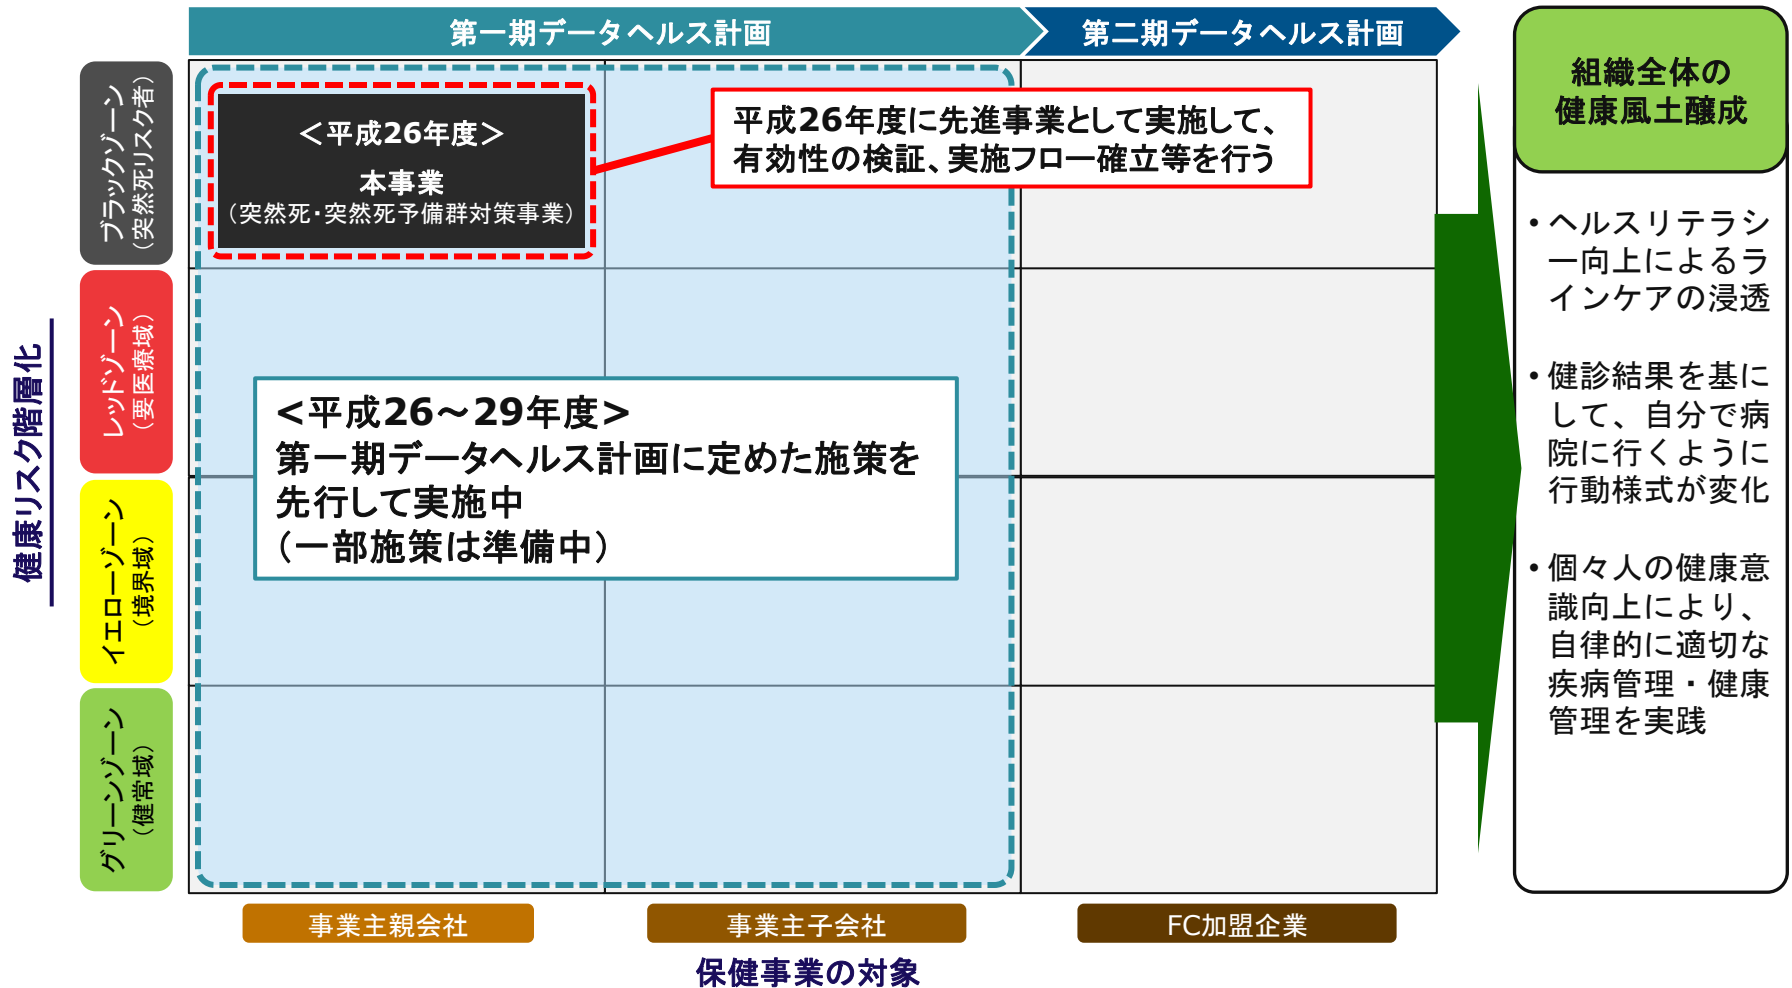 第一期データヘルス計画
第二期データヘルス計画
ブラックゾーン
（突然死リスク者）
レッドゾーン
（要医療域）
イエローゾーン
（境界域）
グリーンゾーン
（健常域）
健康リスク階層化
＜平成26年度＞
本事業
（突然死・突然死予備群対策事業）
平成26年度に先進事業として実施して、
有効性の検証、実施フロー確立等を行う
<平成26～29年度>
第一期データヘルス計画に定めた施策を
先行して実施中
（一部施策は準備中）
事業主親会社
事業主子会社
FC加盟企業
保健事業の対象
組織全体の
健康風土醸成
• ヘルスリテラシ
ー向上によるラ
インケアの浸透
• 健診結果を基に
して、自分で病
院に行くように
行動様式が変化
• 個々人の健康意
識向上により、
自律的に適切な
疾病管理・健康
管理を実践